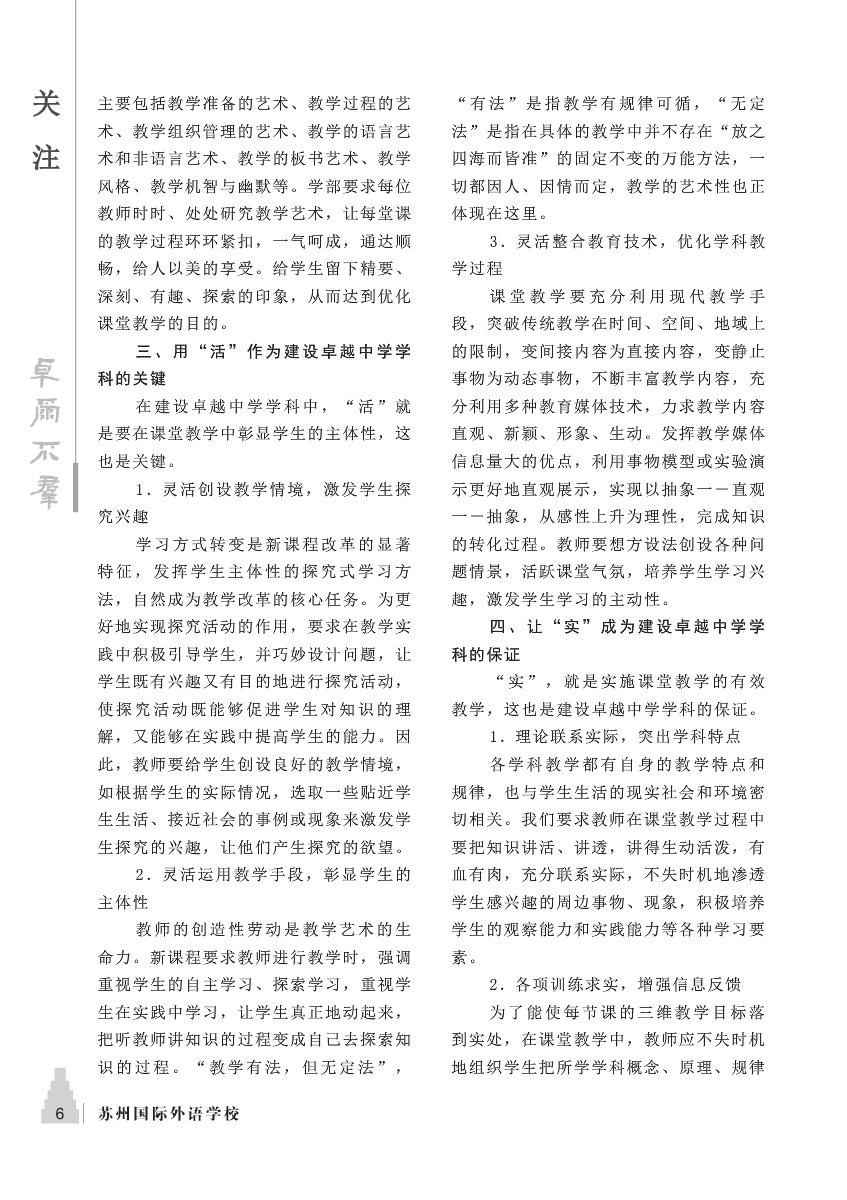 关
注
卓
尔
不
群
主要包括教学准备的艺术、教学过程的艺
术、教学组织管理的艺术、教学的语言艺
术和非语言艺术、教学的板书艺术、教学
风格、教学机智与幽默等。学部要求每位
教师时时、处处研究教学艺术，让每堂课
的教学过程环环紧扣，一气呵成，通达顺
畅，给人以美的享受。给学生留下精要、
深刻、有趣、探索的印象，从而达到优化
课堂教学的目的。
三、用“活”作为建设卓越中学学
科的关键
在建设卓越中学学科中，“活”就
是要在课堂教学中彰显学生的主体性，这
也是关键。
1．灵活创设教学情境，激发学生探
究兴趣
学习方式转变是新课程改革的显著
特征，发挥学生主体性的探究式学习方
法，自然成为教学改革的核心任务。为更
好地实现探究活动的作用，要求在教学实
践中积极引导学生，并巧妙设计问题，让
学生既有兴趣又有目的地进行探究活动，
使探究活动既能够促进学生对知识的理
解，又能够在实践中提高学生的能力。因
此，教师要给学生创设良好的教学情境，
如根据学生的实际情况，选取一些贴近学
生生活、接近社会的事例或现象来激发学
生探究的兴趣，让他们产生探究的欲望。
2．灵活运用教学手段，彰显学生的
主体性
教师的创造性劳动是教学艺术的生
命力。新课程要求教师进行教学时，强调
重视学生的自主学习、探索学习，重视学
生在实践中学习，让学生真正地动起来，
把听教师讲知识的过程变成自己去探索知
识的过程。“教学有法，但无定法”，
“有法”是指教学有规律可循，“无定
法”是指在具体的教学中并不存在“放之
四海而皆准”的固定不变的万能方法，一
切都因人、因情而定，教学的艺术性也正
体现在这里。
3．灵活整合教育技术，优化学科教
学过程
课堂教学要充分利用现代教学手
段，突破传统教学在时间、空间、地域上
的限制，变间接内容为直接内容，变静止
事物为动态事物，不断丰富教学内容，充
分利用多种教育媒体技术，力求教学内容
直观、新颖、形象、生动。发挥教学媒体
信息量大的优点，利用事物模型或实验演
示更好地直观展示，实现以抽象一－直观
一－抽象，从感性上升为理性，完成知识
的转化过程。教师要想方设法创设各种问
题情景，活跃课堂气氛，培养学生学习兴
趣，激发学生学习的主动性。
四、让“实”成为建设卓越中学学
科的保证
“实”，就是实施课堂教学的有效
教学，这也是建设卓越中学学科的保证。
1．理论联系实际，突出学科特点
各学科教学都有自身的教学特点和
规律，也与学生生活的现实社会和环境密
切相关。我们要求教师在课堂教学过程中
要把知识讲活、讲透，讲得生动活泼，有
血有肉，充分联系实际，不失时机地渗透
学生感兴趣的周边事物、现象，积极培养
学生的观察能力和实践能力等各种学习要
素。
2．各项训练求实，增强信息反馈
为了能使每节课的三维教学目标落
到实处，在课堂教学中，教师应不失时机
地组织学生把所学学科概念、原理、规律
6
苏州国际外语学校